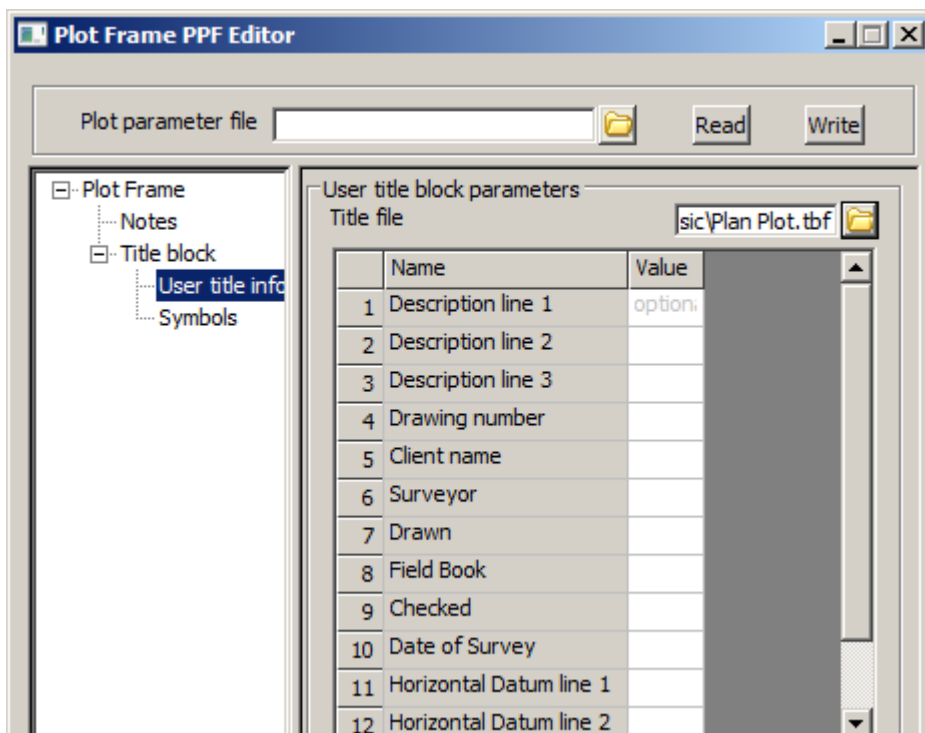 Plot Frame PPF Editor
Plot parameter file Read Write
Plot Frame
Notes
Title block
User title info
Symbols
User title block parameters
Title file sic\Plan Plot.tbf
Name Value
1 Description line 1 optiona
2 Description line 2
3 Description line 3
4 Drawing number
5 Client name
6 Surveyor
7 Drawn
8 Field Book
9 Checked
10 Date of Survey
11 Horizontal Datum line 1
12 Horizontal Datum line 2